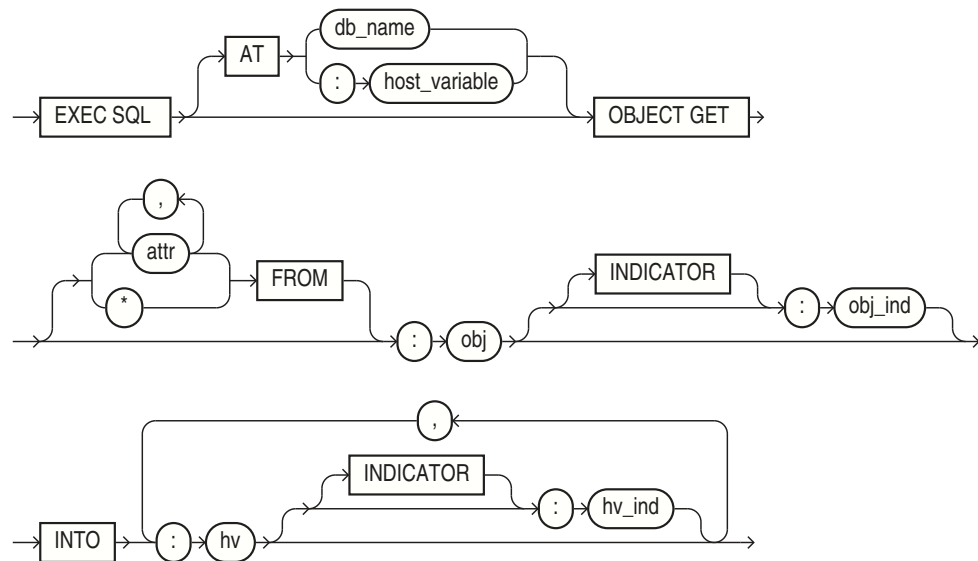 db_name
AT
: host_variable
EXEC SQL OBJECT GET
,
attr
* FROM INDICATOR
: obj : obj_ind
,
INDICATOR
INTO : hv : hv_ind